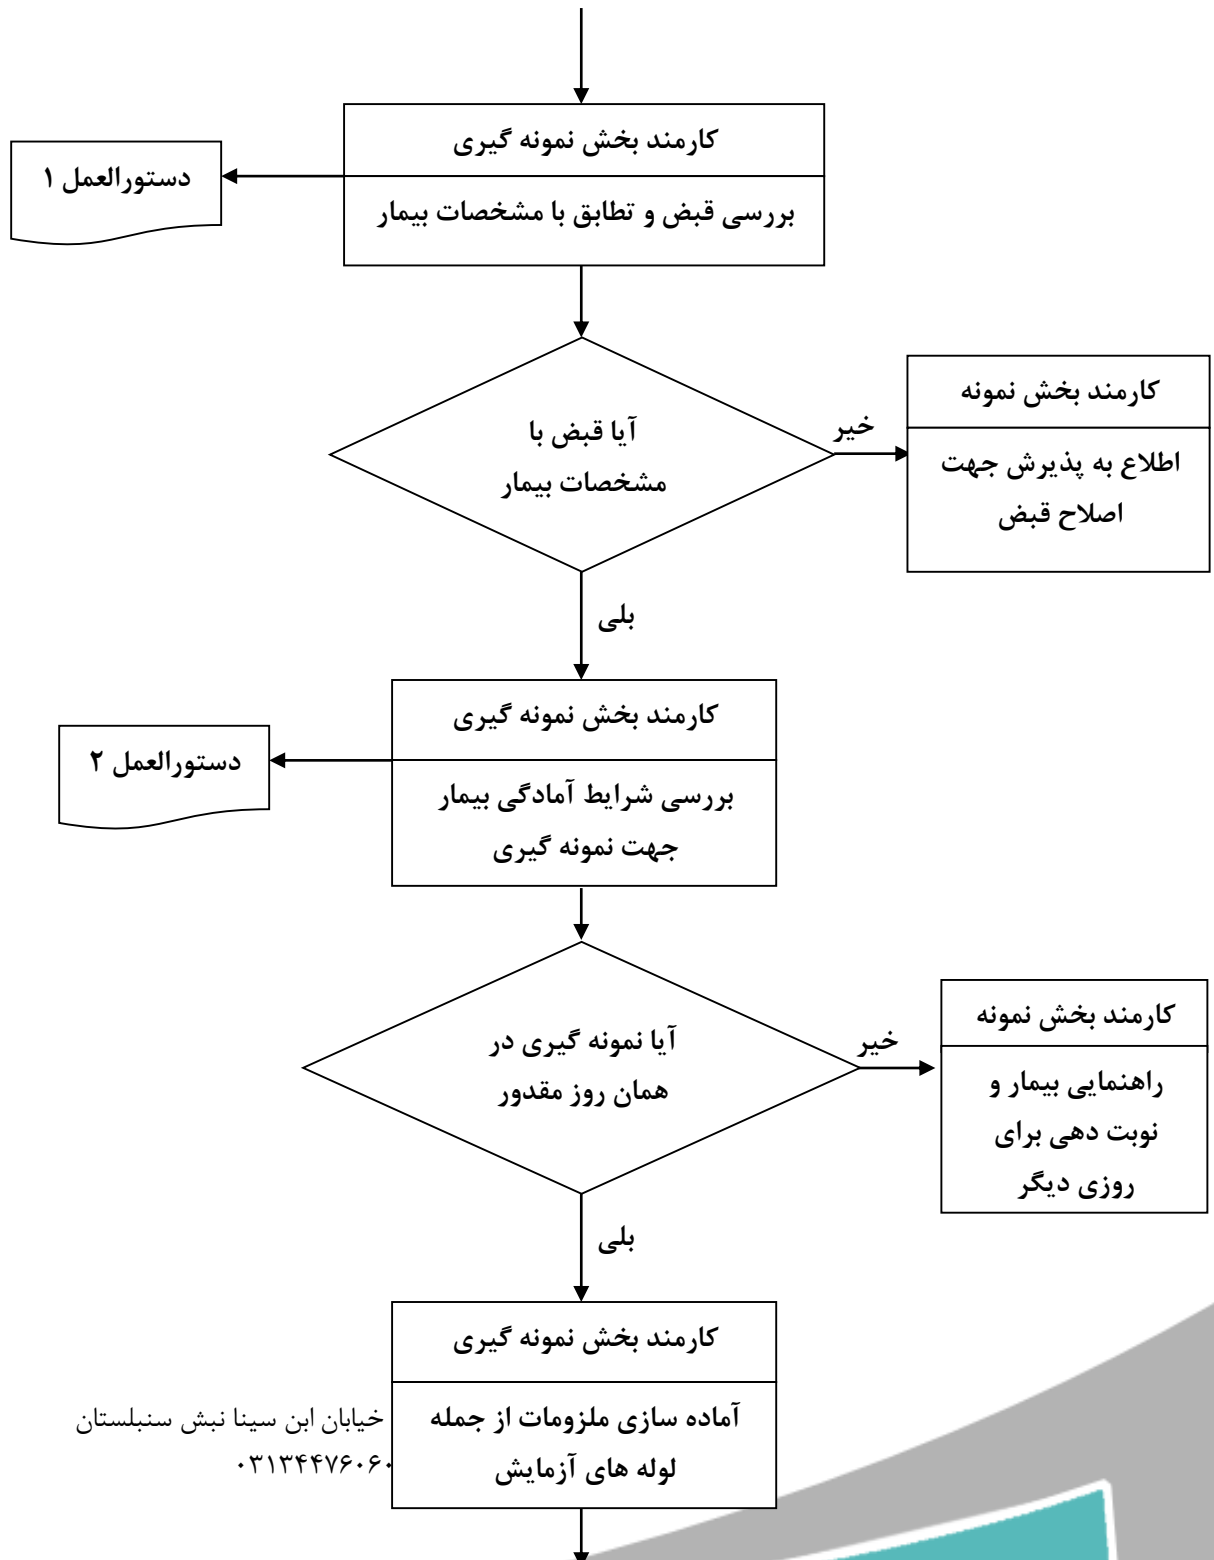 کارمند بخش نمونه گیری
دستورالعمل ۱
بررسی قبض و تطابق با مشخصات بیمار
آیا قبض با
مشخصات بیمار
خیر
کارمند بخش نمونه
اطلاع به پذیرش جهت
اصلاح قبض
بلی
کارمند بخش نمونه گیری
دستورالعمل ۲
بررسی شرایط آمادگی بیمار
جهت نمونه گیری
آیا نمونه گیری در
همان روز مقدور
خیر
کارمند بخش نمونه
راهنمایی بیمار و
نوبت دهی برای
روزی دیگر
بلی
کارمند بخش نمونه گیری
آماده سازی ملزومات از جمله
لوله های آزمایش
خیابان ابن سینا نبش سنبلستان
۰۳۱۳۴۴۷۶۰۶۰